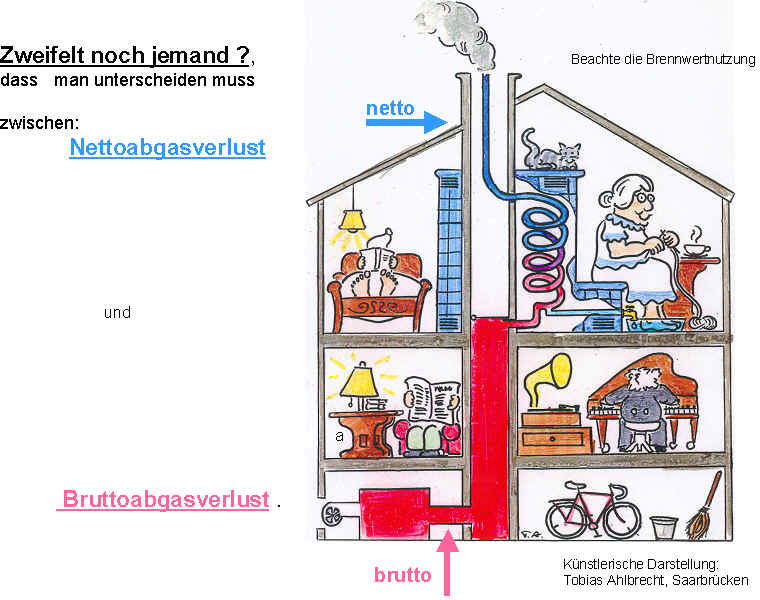 Zweifelt noch jemand ?,
dass man unterscheiden muss
zwischen:
Nettoabgasverlust
und
Bruttoabgasverlust .
Beachte die Brennwertnutzung
netto
a
brutto
Künstlerische Darstellung:
Tobias Ahlbrecht, Saarbrücken
T.A.